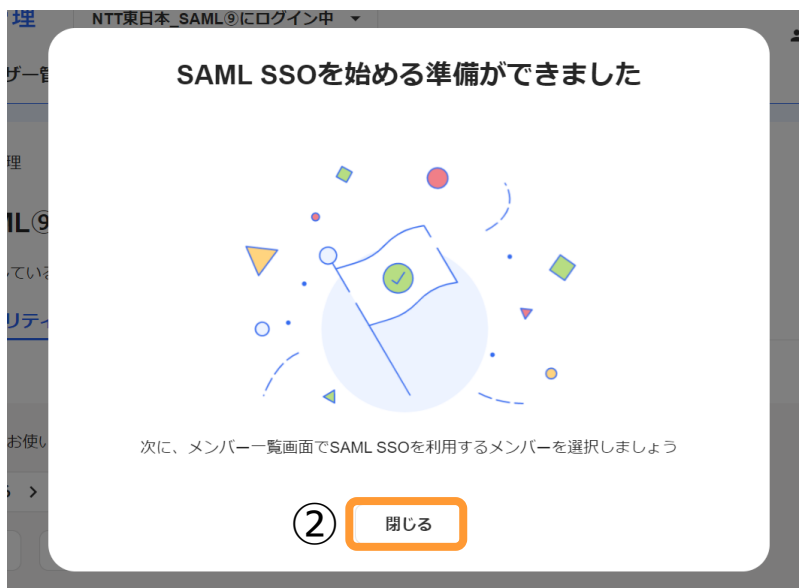 理
NTT東日本_SAML⑨にログイン中
ザー管
SAML SSOを始める準備ができました
理
ML⑨
ている
リティ
お使い
次に、メンバー一覧画面でSAML SSOを利用するメンバーを選択しましょう
②
閉じる